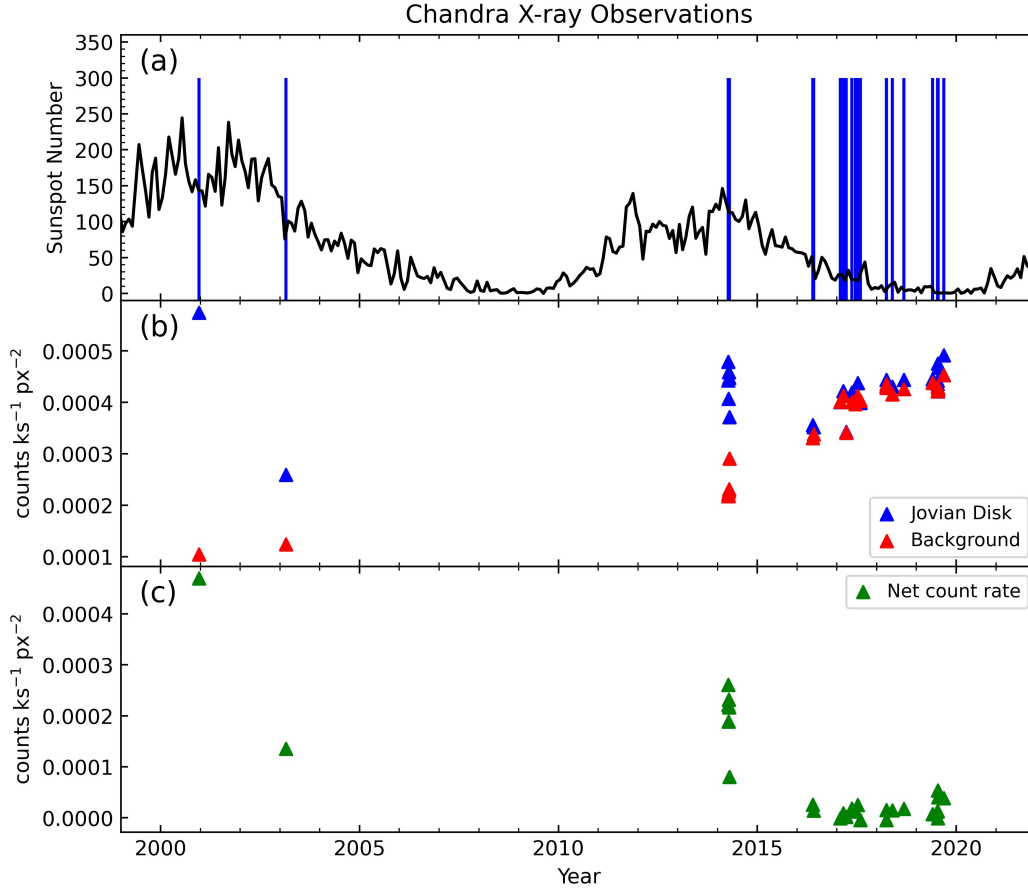 Chandra X-ray Observations
(a)
Sunspot Number
350
300
250
200
150
100
50
0
(b)
counts ks⁻¹ px⁻²
0.0005
0.0004
0.0003
0.0002
0.0001
Jovian Disk
Background
(c)
counts ks⁻¹ px⁻²
0.0004
0.0003
0.0002
0.0001
0.0000
Net count rate
2000 2005 2010 2015 2020
Year